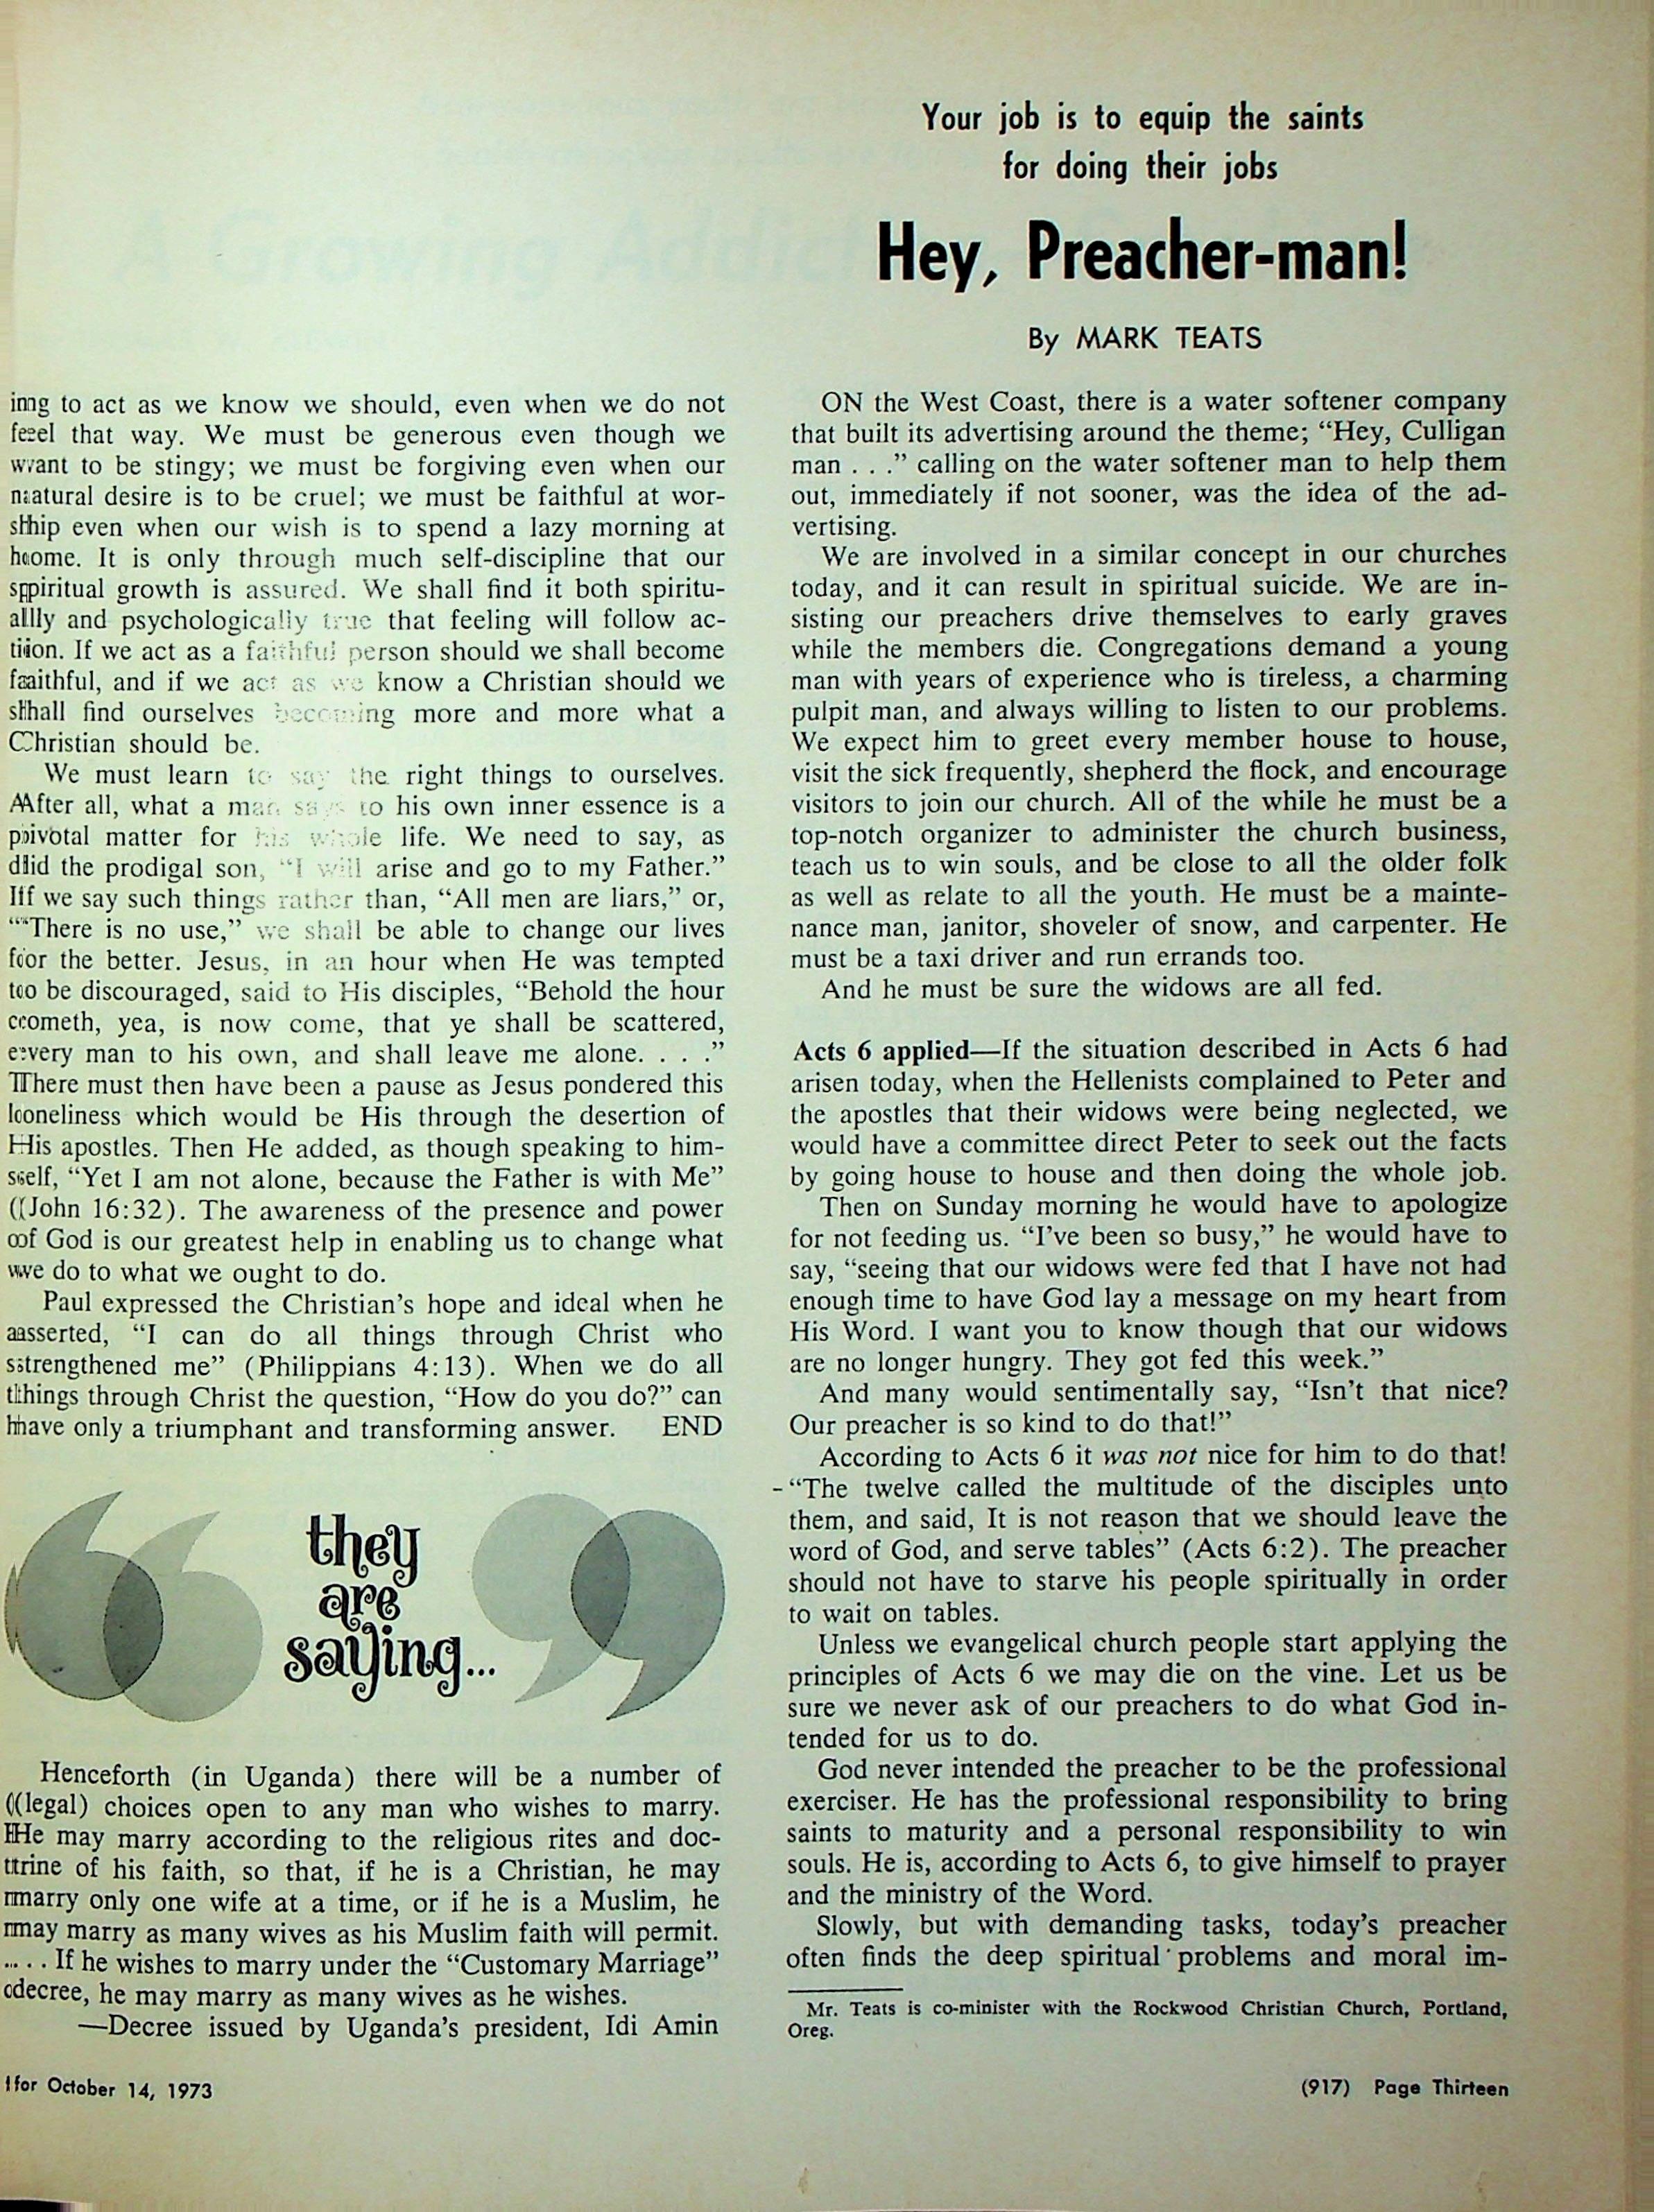 ing to act as we know we should, even when we do not
feel that way. We must be generous even though we
want to be stingy; we must be forgiving even when our
natural desire is to be cruel; we must be faithful at wor-
ship even when our wish is to spend a lazy morning at
home. It is only through much self-discipline that our
spiritual growth is assured. We shall find it both spiritu-
ally and psychologically true that feeling will follow ac-
tion. If we act as a faithful person should we shall become
faithful, and if we act as we know a Christian should we
shall find ourselves becoming more and more what a
Christian should be.
We must learn to say the right things to ourselves.
After all, what a man says to his own inner essence is a
pivotal matter for his whole life. We need to say, as
did the prodigal son, “I will arise and go to my Father.”
If we say such things rather than, “All men are liars,” or,
“There is no use,” we shall be able to change our lives
for the better. Jesus, in an hour when He was tempted
to be discouraged, said to His disciples, “Behold the hour
cometh, yea, is now come, that ye shall be scattered,
every man to his own, and shall leave me alone. . . .”
There must then have been a pause as Jesus pondered this
loneliness which would be His through the desertion of
His apostles. Then He added, as though speaking to him-
self, “Yet I am not alone, because the Father is with Me”
(John 16:32). The awareness of the presence and power
of God is our greatest help in enabling us to change what
we do to what we ought to do.
Paul expressed the Christian’s hope and ideal when he
asserted, “I can do all things through Christ who
strengthened me” (Philippians 4:13). When we do all
things through Christ the question, “How do you do?” can
have only a triumphant and transforming answer. END
they
are
saying...
Henceforth (in Uganda) there will be a number of
(legal) choices open to any man who wishes to marry.
He may marry according to the religious rites and doc-
trine of his faith, so that, if he is a Christian, he may
marry only one wife at a time, or if he is a Muslim, he
may marry as many wives as his Muslim faith will permit.
. . . If he wishes to marry under the “Customary Marriage”
decree, he may marry as many wives as he wishes.
—Decree issued by Uganda’s president, Idi Amin
Your job is to equip the saints
for doing their jobs
Hey, Preacher-man!
By MARK TEATS
ON the West Coast, there is a water softener company
that built its advertising around the theme; “Hey, Culligan
man . . .” calling on the water softener man to help them
out, immediately if not sooner, was the idea of the ad-
vertising.
We are involved in a similar concept in our churches
today, and it can result in spiritual suicide. We are in-
sisting our preachers drive themselves to early graves
while the members die. Congregations demand a young
man with years of experience who is tireless, a charming
pulpit man, and always willing to listen to our problems.
We expect him to greet every member house to house,
visit the sick frequently, shepherd the flock, and encourage
visitors to join our church. All of the while he must be a
top-notch organizer to administer the church business,
teach us to win souls, and be close to all the older folk
as well as relate to all the youth. He must be a mainte-
nance man, janitor, shoveler of snow, and carpenter. He
must be a taxi driver and run errands too.
And he must be sure the widows are all fed.
Acts 6 applied—If the situation described in Acts 6 had
arisen today, when the Hellenists complained to Peter and
the apostles that their widows were being neglected, we
would have a committee direct Peter to seek out the facts
by going house to house and then doing the whole job.
Then on Sunday morning he would have to apologize
for not feeding us. “I’ve been so busy,” he would have to
say, “seeing that our widows were fed that I have not had
enough time to have God lay a message on my heart from
His Word. I want you to know though that our widows
are no longer hungry. They got fed this week.”
And many would sentimentally say, “Isn’t that nice?
Our preacher is so kind to do that!”
According to Acts 6 it was not nice for him to do that!
“The twelve called the multitude of the disciples unto
them, and said, It is not reason that we should leave the
word of God, and serve tables” (Acts 6:2). The preacher
should not have to starve his people spiritually in order
to wait on tables.
Unless we evangelical church people start applying the
principles of Acts 6 we may die on the vine. Let us be
sure we never ask of our preachers to do what God in-
tended for us to do.
God never intended the preacher to be the professional
exerciser. He has the professional responsibility to bring
saints to maturity and a personal responsibility to win
souls. He is, according to Acts 6, to give himself to prayer
and the ministry of the Word.
Slowly, but with demanding tasks, today’s preacher
often finds the deep spiritual problems and moral im-
Mr. Teats is co-minister with the Rockwood Christian Church, Portland,
Oreg.
for October 14, 1973
(917) Page Thirteen